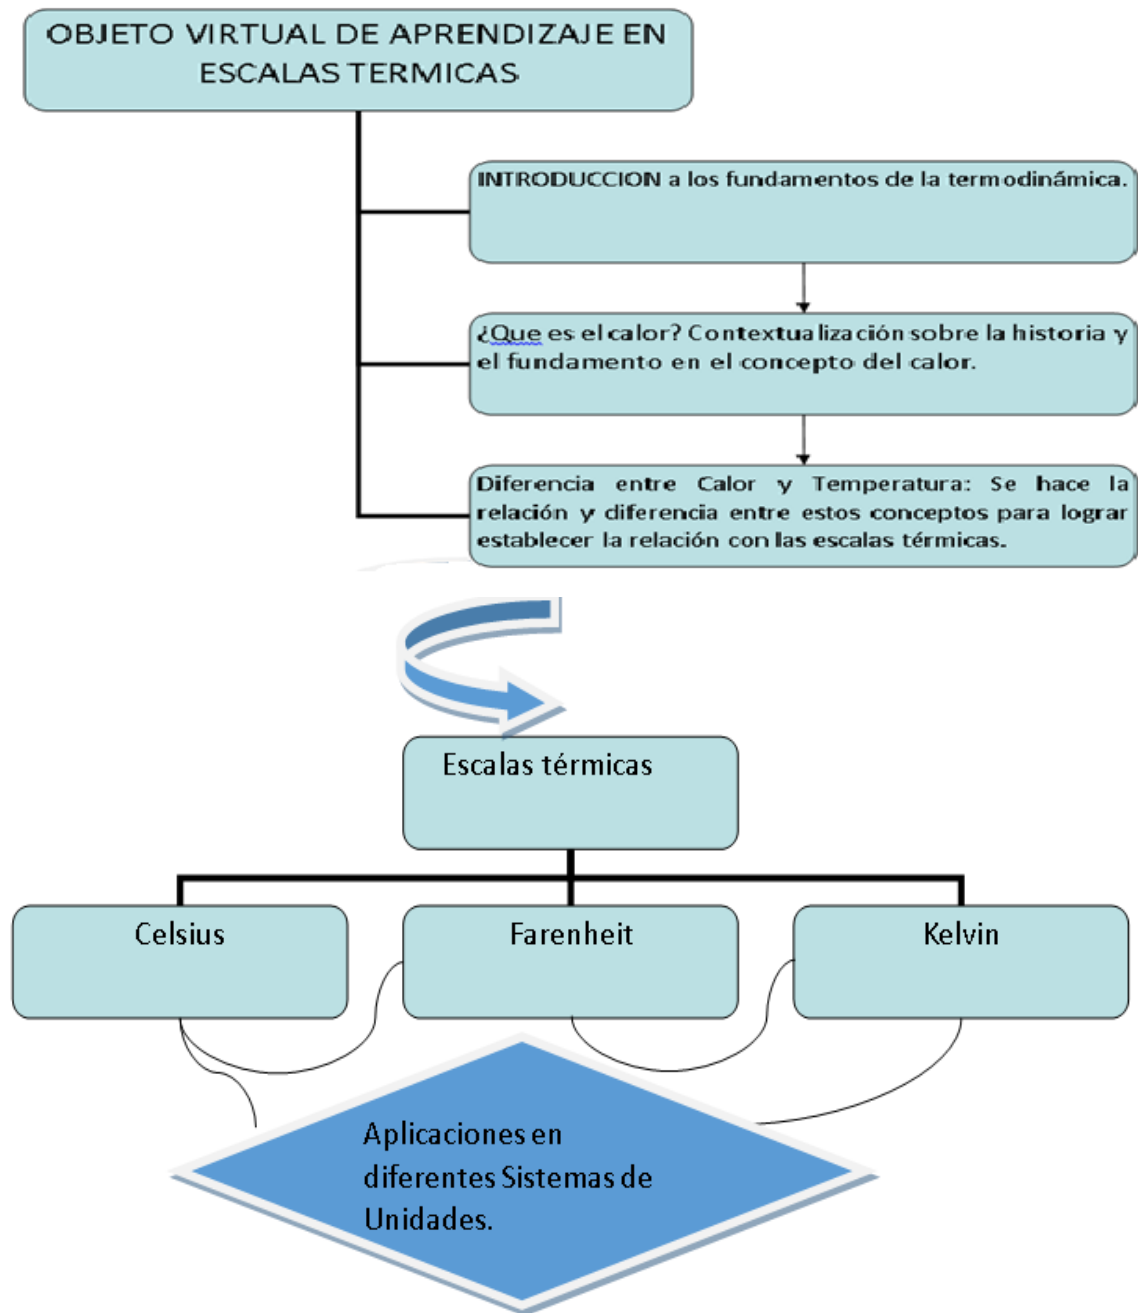 OBJETO VIRTUAL DE APRENDIZAJE EN
ESCALAS TERMICAS
INTRODUCCION a los fundamentos de la termodinámica.
¿Que es el calor? Contextualización sobre la historia y
el fundamento en el concepto del calor.
Diferencia entre Calor y Temperatura: Se hace la
relación y diferencia entre estos conceptos para lograr
establecer la relación con las escalas térmicas.
Escalas térmicas
Celsius
Farenheit
Kelvin
Aplicaciones en
diferentes Sistemas de
Unidades.